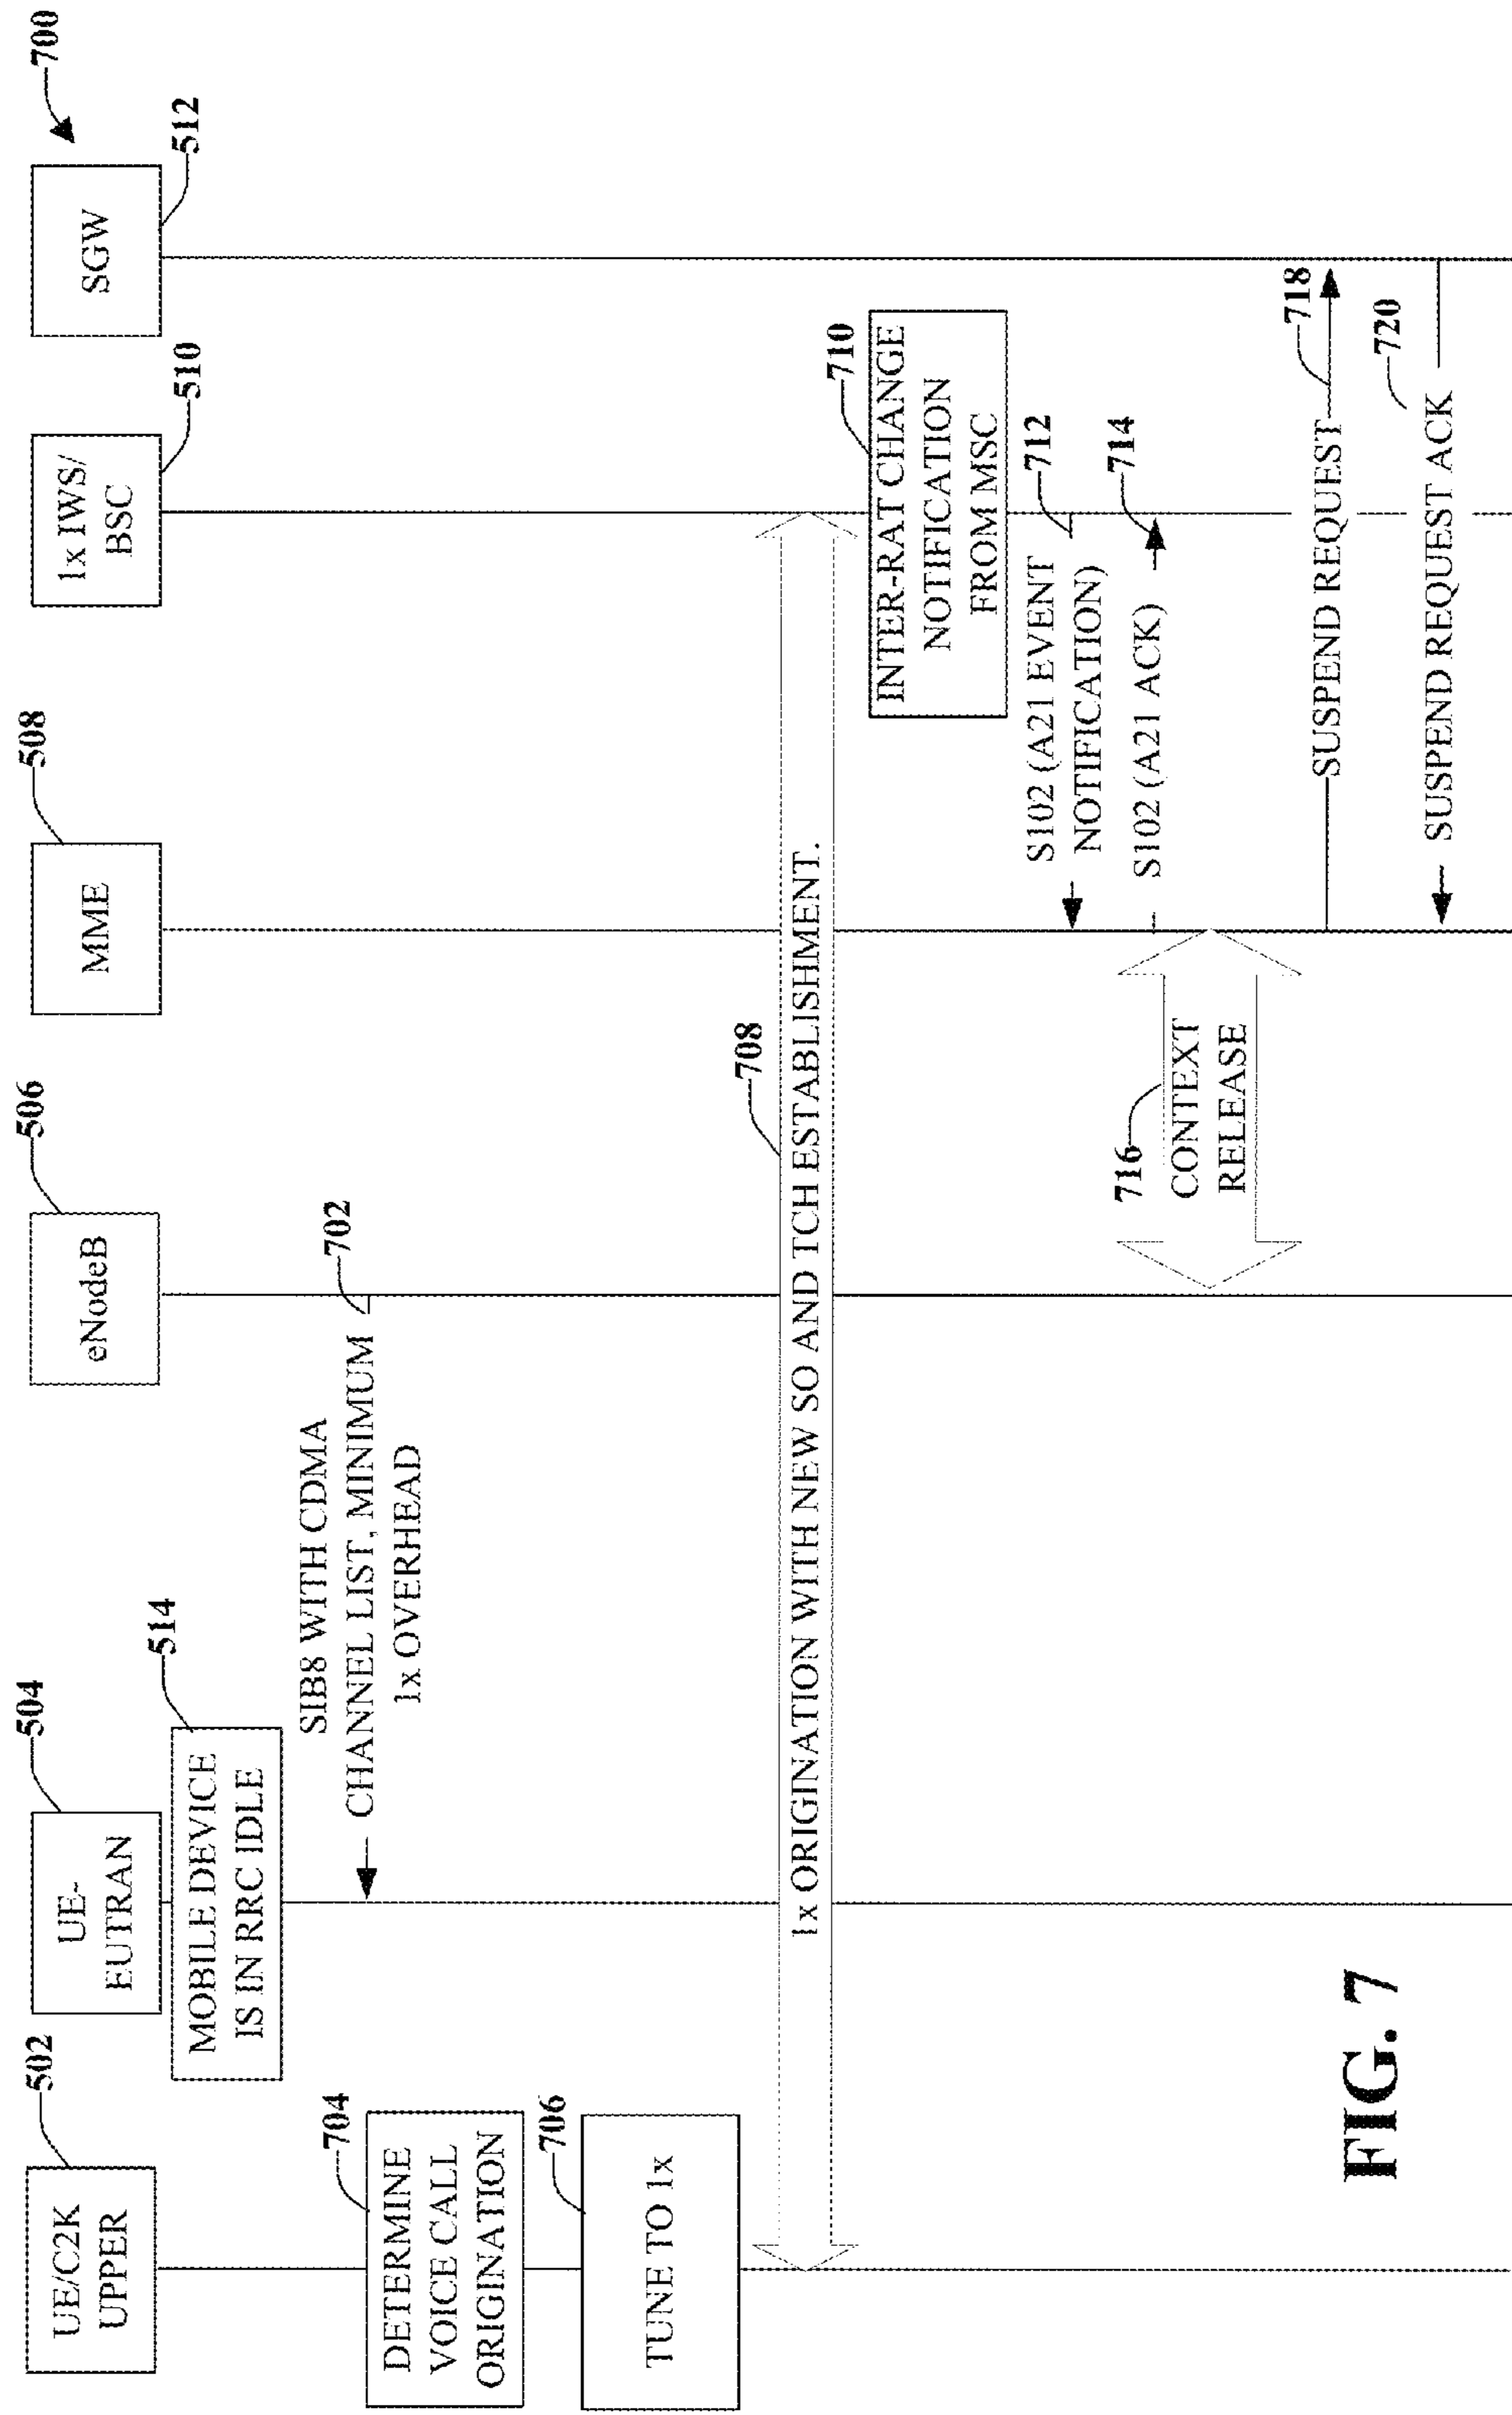 700
502
UE/C2K
UPPER
504
UE-
EUTRAN
506
eNodeB
508
MME
510
1x IWS/
BSC
512
SGW
514
MOBILE DEVICE
IS IN RRC IDLE
702
SIB8 WITH CDMA
CHANNEL LIST, MINIMUM
1x OVERHEAD
704
DETERMINE
VOICE CALL
ORIGINATION
706
TUNE TO 1x
708
1x ORIGINATION WITH NEW SO AND TCH ESTABLISHMENT.
710
INTER-RAT CHANGE
NOTIFICATION
FROM MSC
712
S102 (A21 EVENT
NOTIFICATION)
714
S102 (A21 ACK)
716
CONTEXT
RELEASE
718
SUSPEND REQUEST
720
SUSPEND REQUEST ACK
FIG. 7